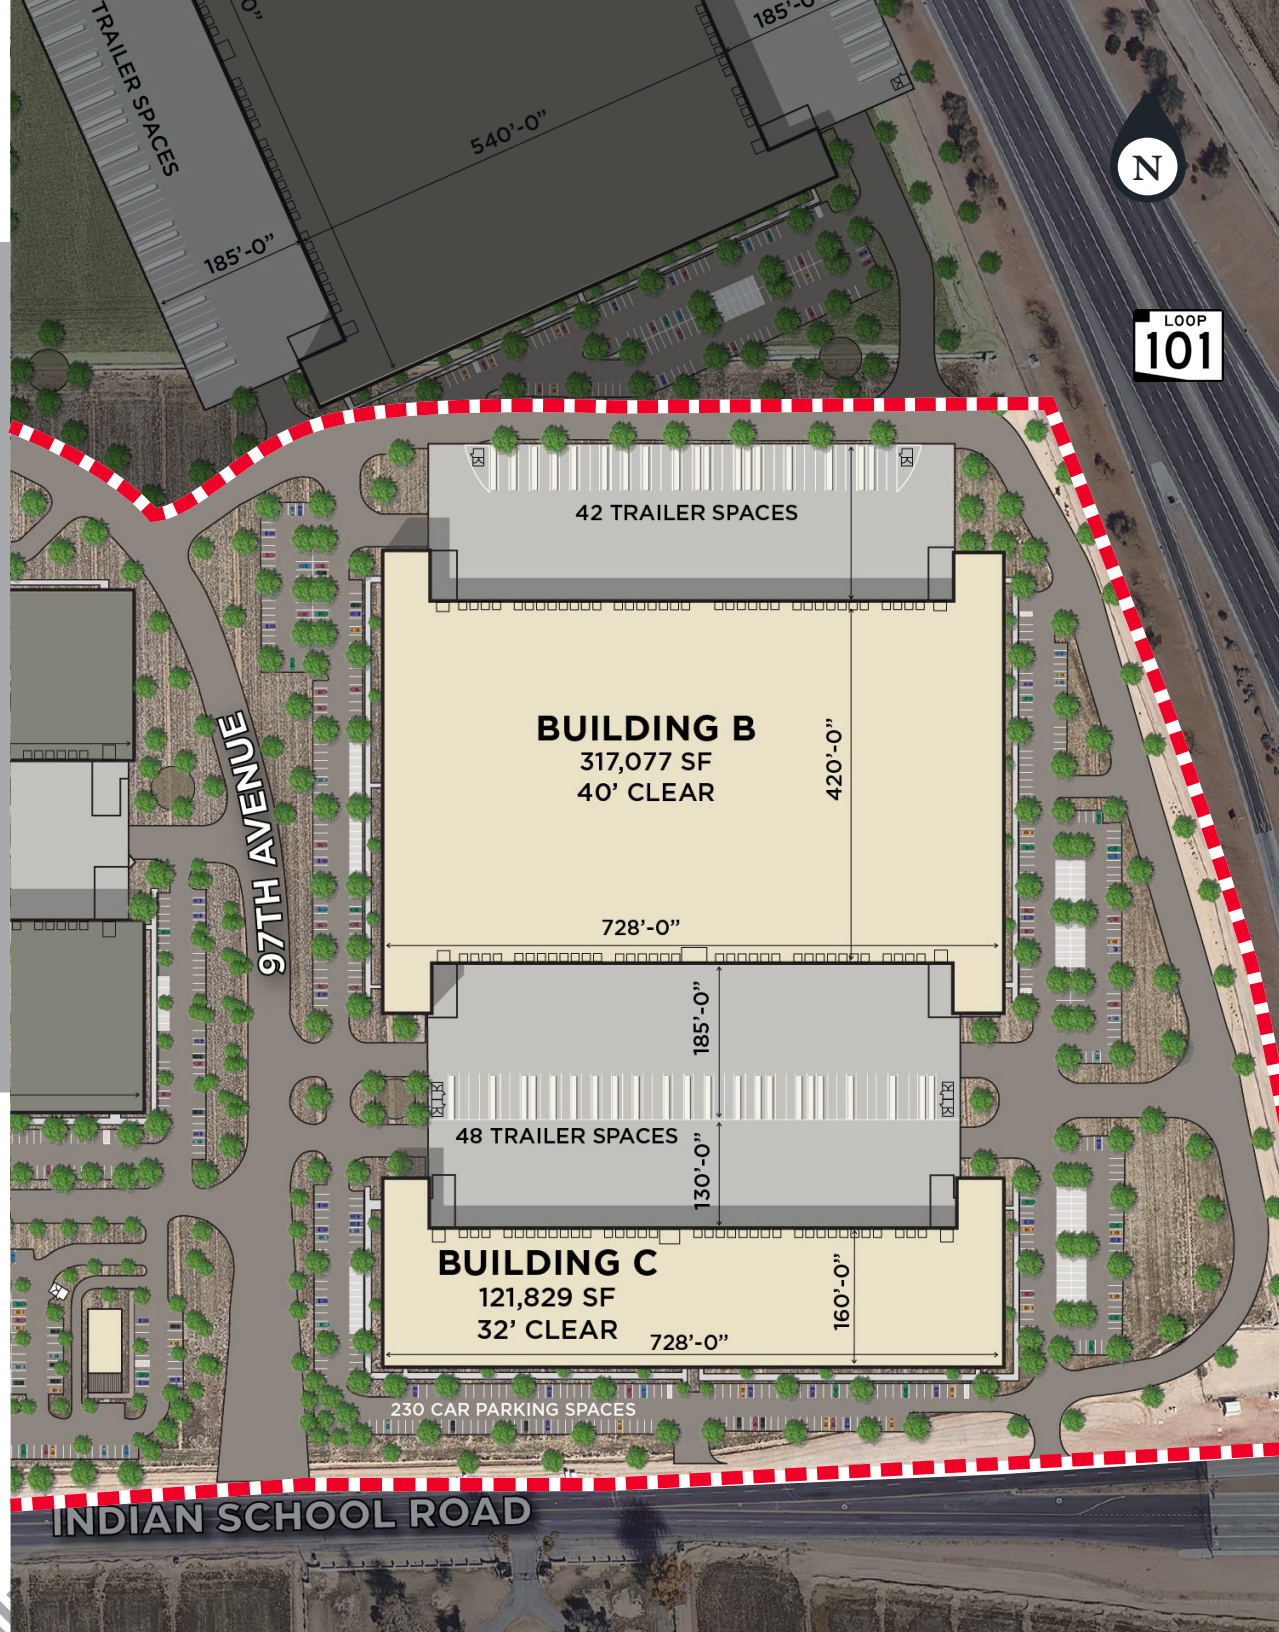 TRAILER SPACES
0"
185'-0
540'-0"
185'-0"
N
LOOP
101
42 TRAILER SPACES
BUILDING B
317,077 SF
40' CLEAR
420'-0"
97TH AVENUE
728'-0"
185'-0"
48 TRAILER SPACES
130'-0"
BUILDING C
121,829 SF
32' CLEAR
160'-0"
728'-0"
230 CAR PARKING SPACES
INDIAN SCHOOL ROAD